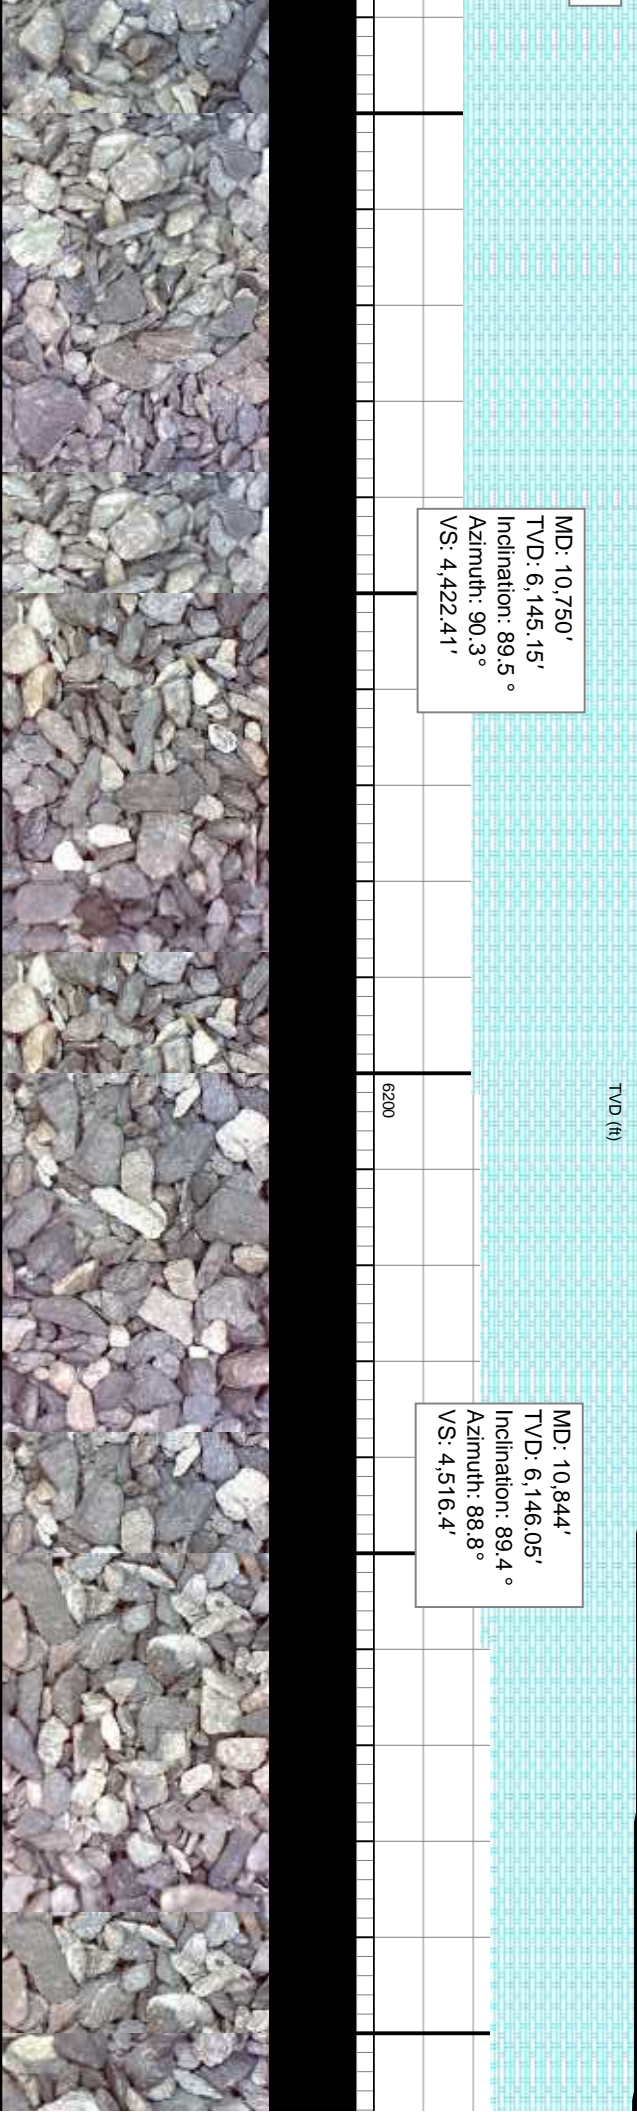 MD: 10,750'
TVD: 6,145.15'
Inclination: 89.5 °
Azimuth: 90.3°
VS: 4,422.41'
TVD (ft)
6200
MD: 10,844'
TVD: 6,146.05'
Inclination: 89.4 °
Azimuth: 88.8°
VS: 4,516.4'